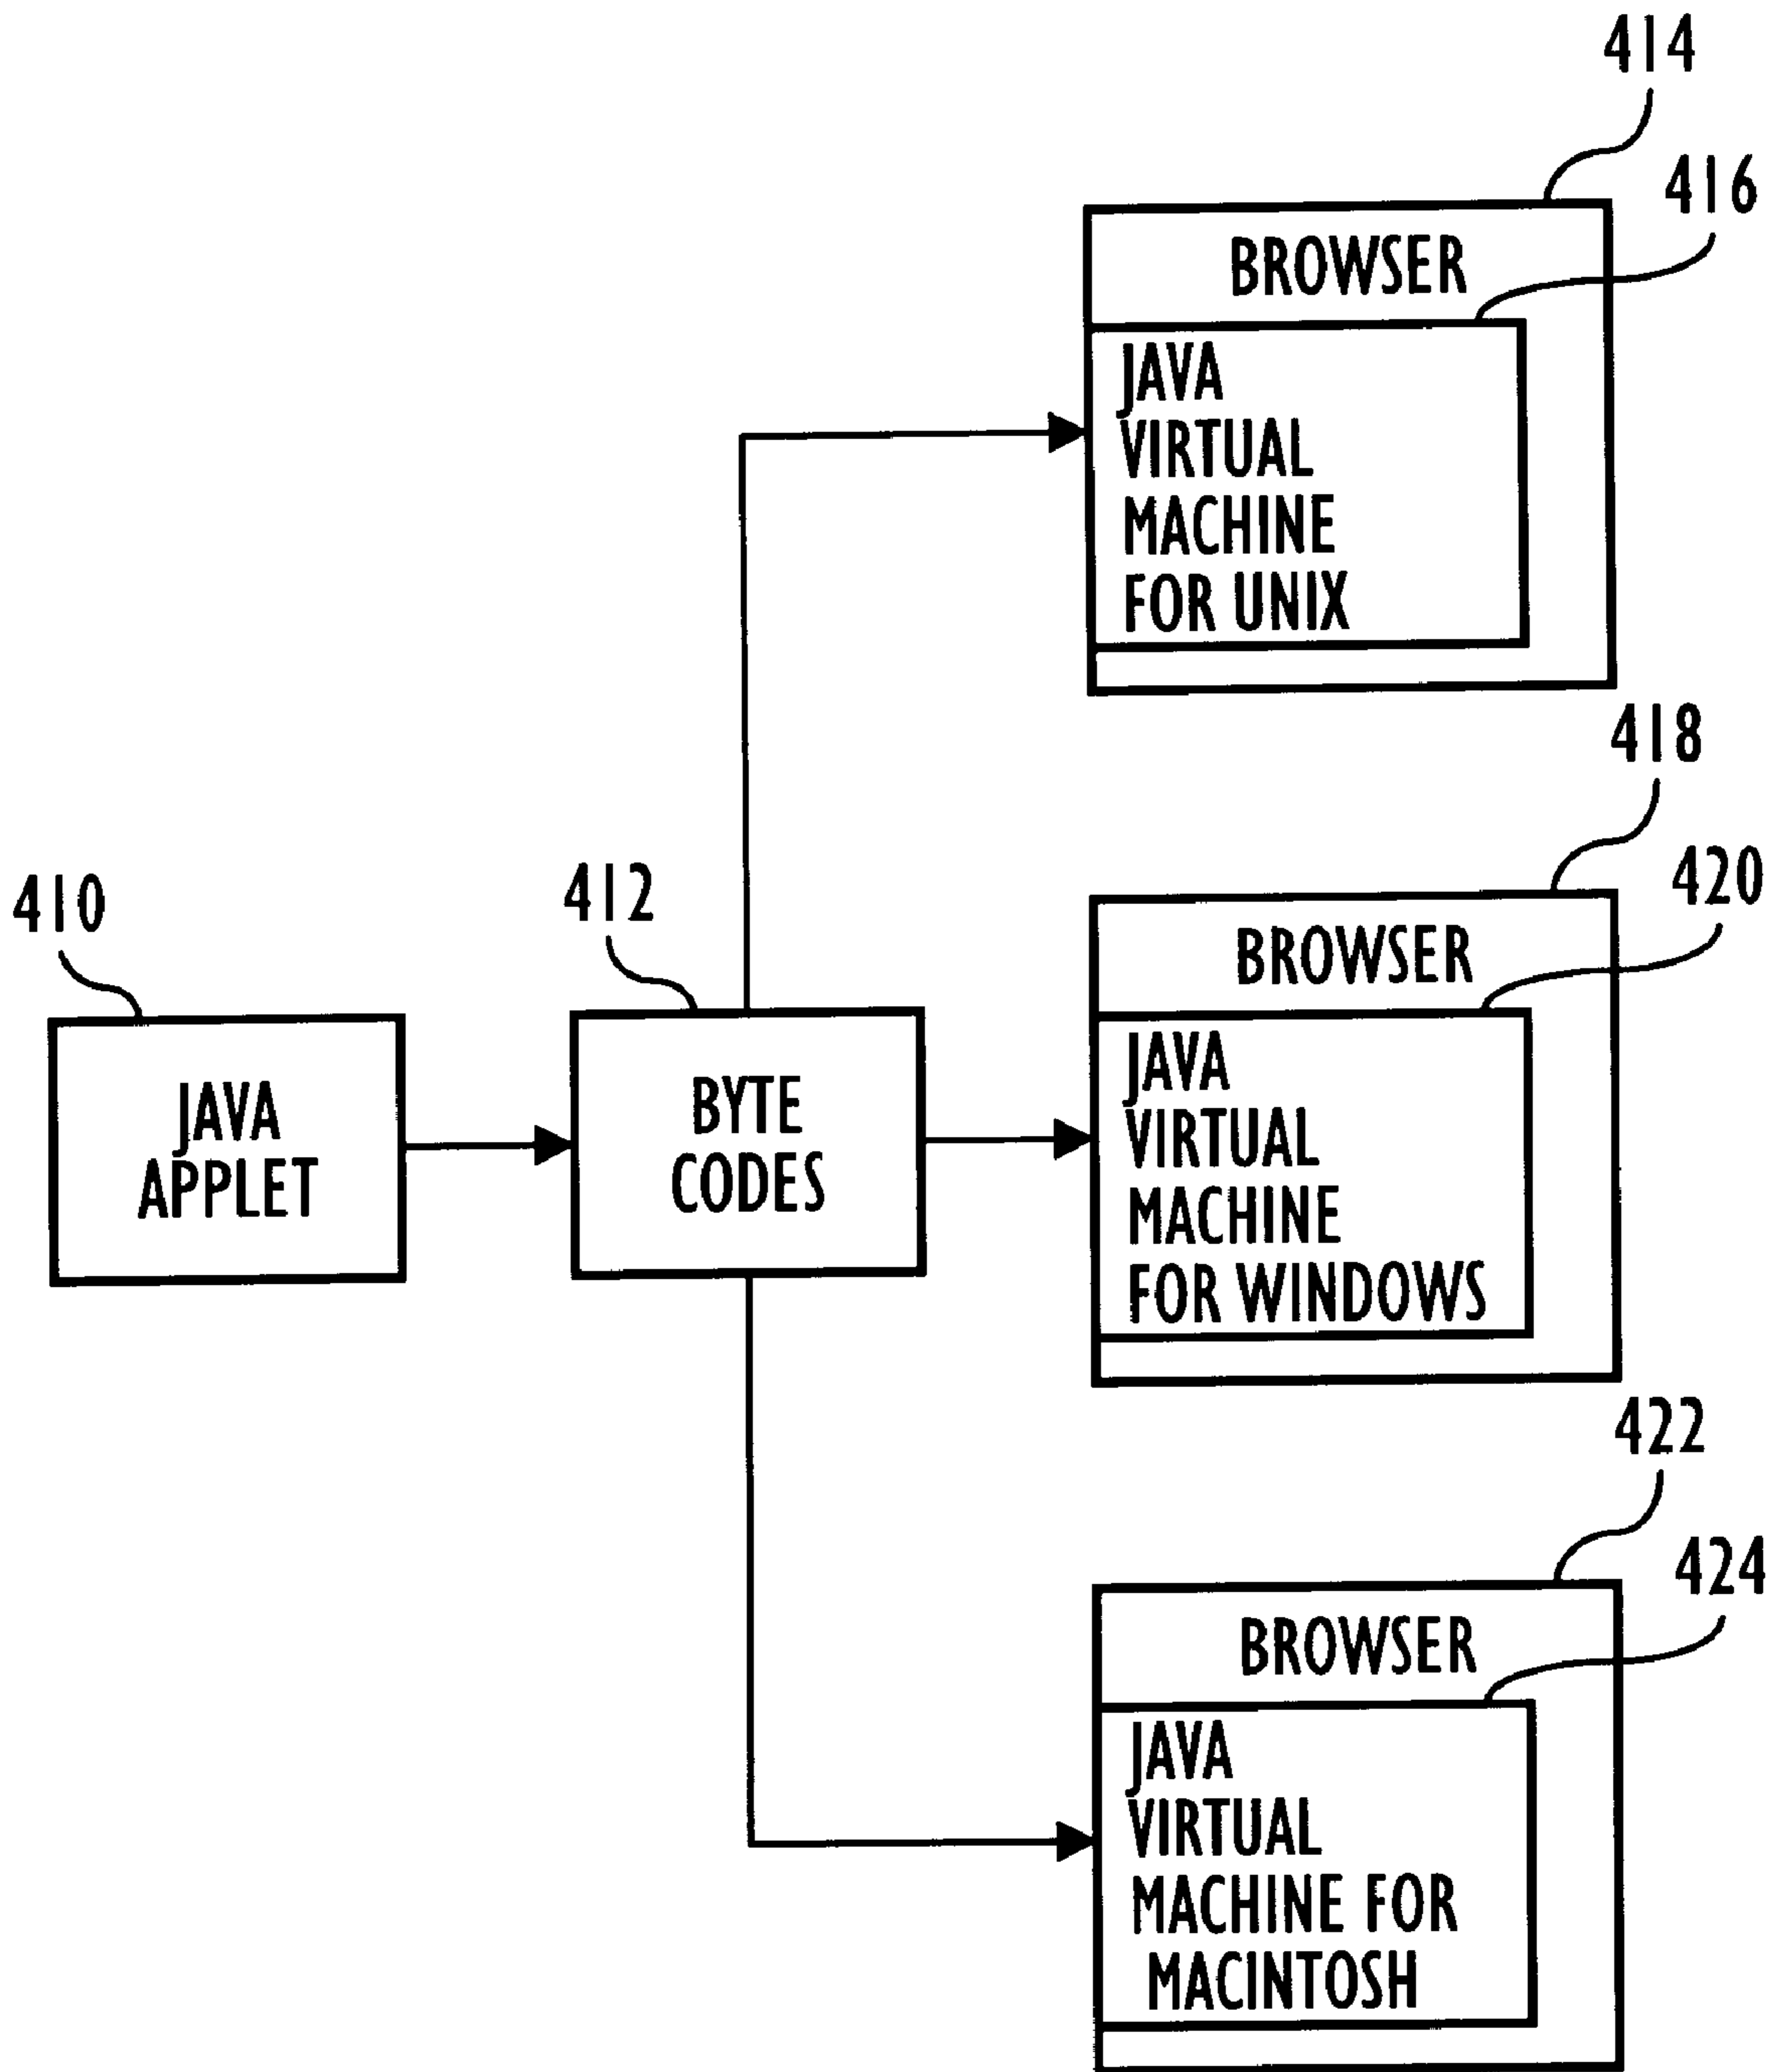 414
416
BROWSER
JAVA
VIRTUAL
MACHINE
FOR UNIX
418
420
BROWSER
JAVA
VIRTUAL
MACHINE
FOR WINDOWS
410
JAVA
APPLET
412
BYTE
CODES
422
424
BROWSER
JAVA
VIRTUAL
MACHINE FOR
MACINTOSH